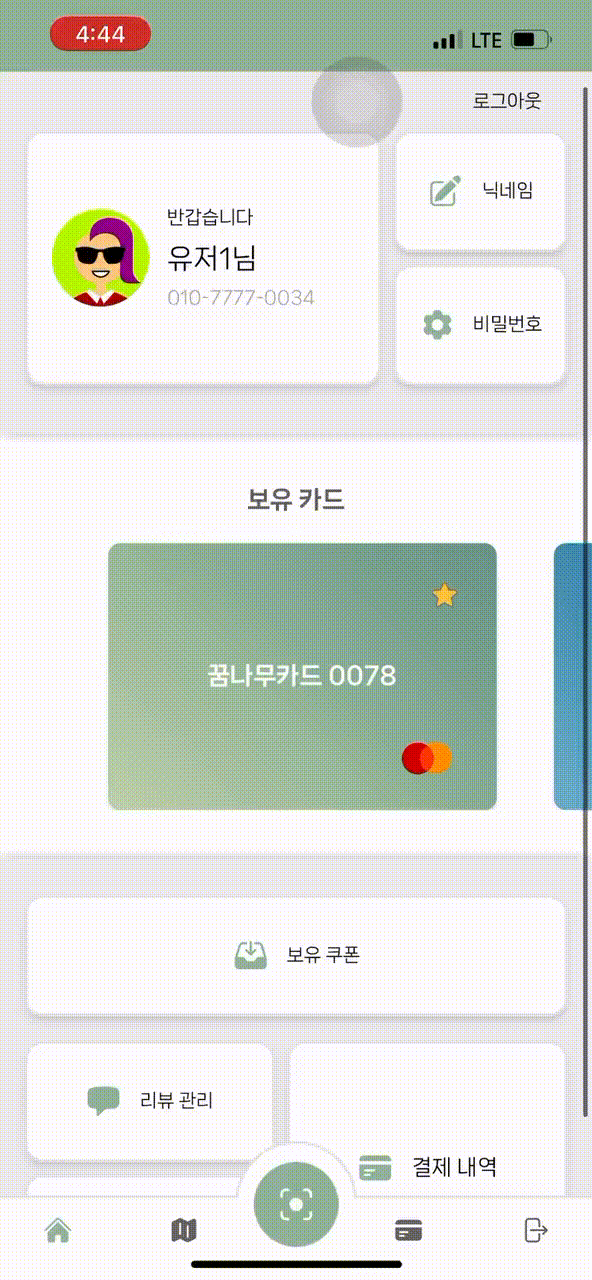 4:44
LTE
로그아웃
반갑습니다
유저1님
010-7777-0034
닉네임
비밀번호
보유 카드
꿈나무카드 0078
보유 쿠폰
리뷰 관리
결제 내역